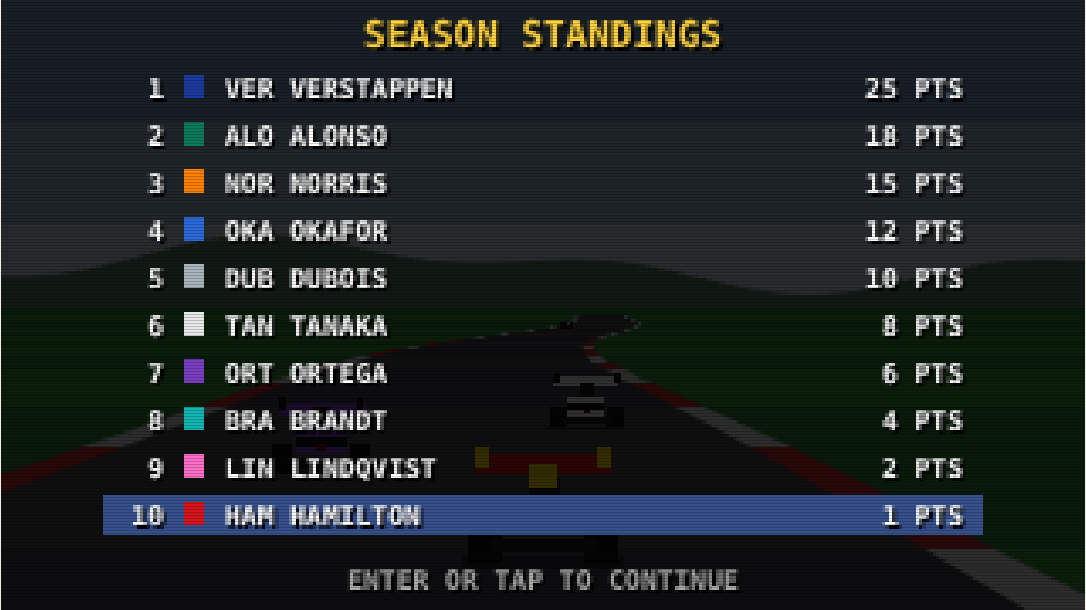 SEASON STANDINGS
1 VER VERSTAPPEN 25 PTS
2 ALO ALONSO 18 PTS
3 NOR NORRIS 15 PTS
4 OKA OKAFOR 12 PTS
5 DUB DUBOIS 10 PTS
6 TAN TANAKA 8 PTS
7 ORT ORTEGA 6 PTS
8 BRA BRANDT 4 PTS
9 LIN LINDQVIST 2 PTS
10 HAM HAMILTON 1 PTS
ENTER OR TAP TO CONTINUE